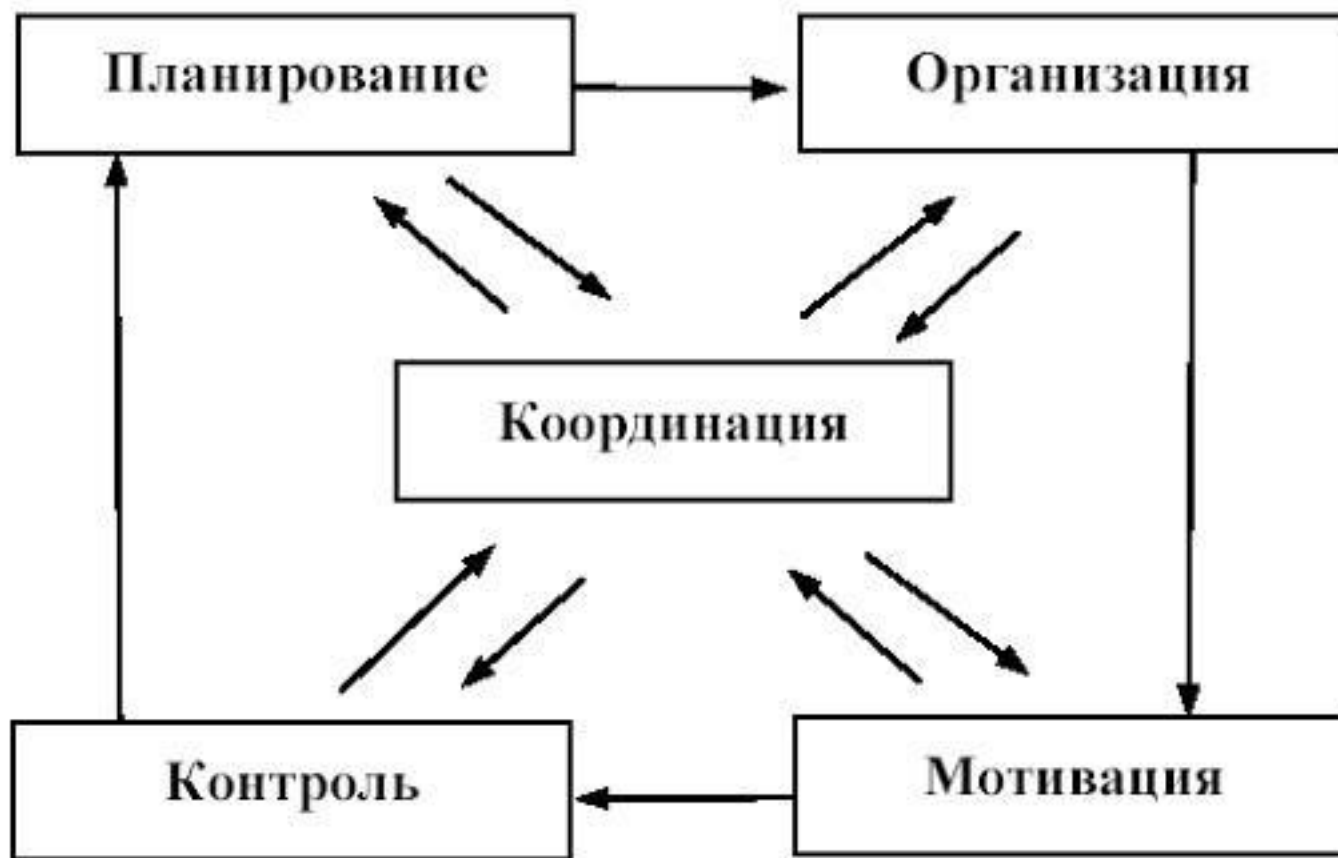 Планирование
Организация
Координация
Контроль
Мотивация